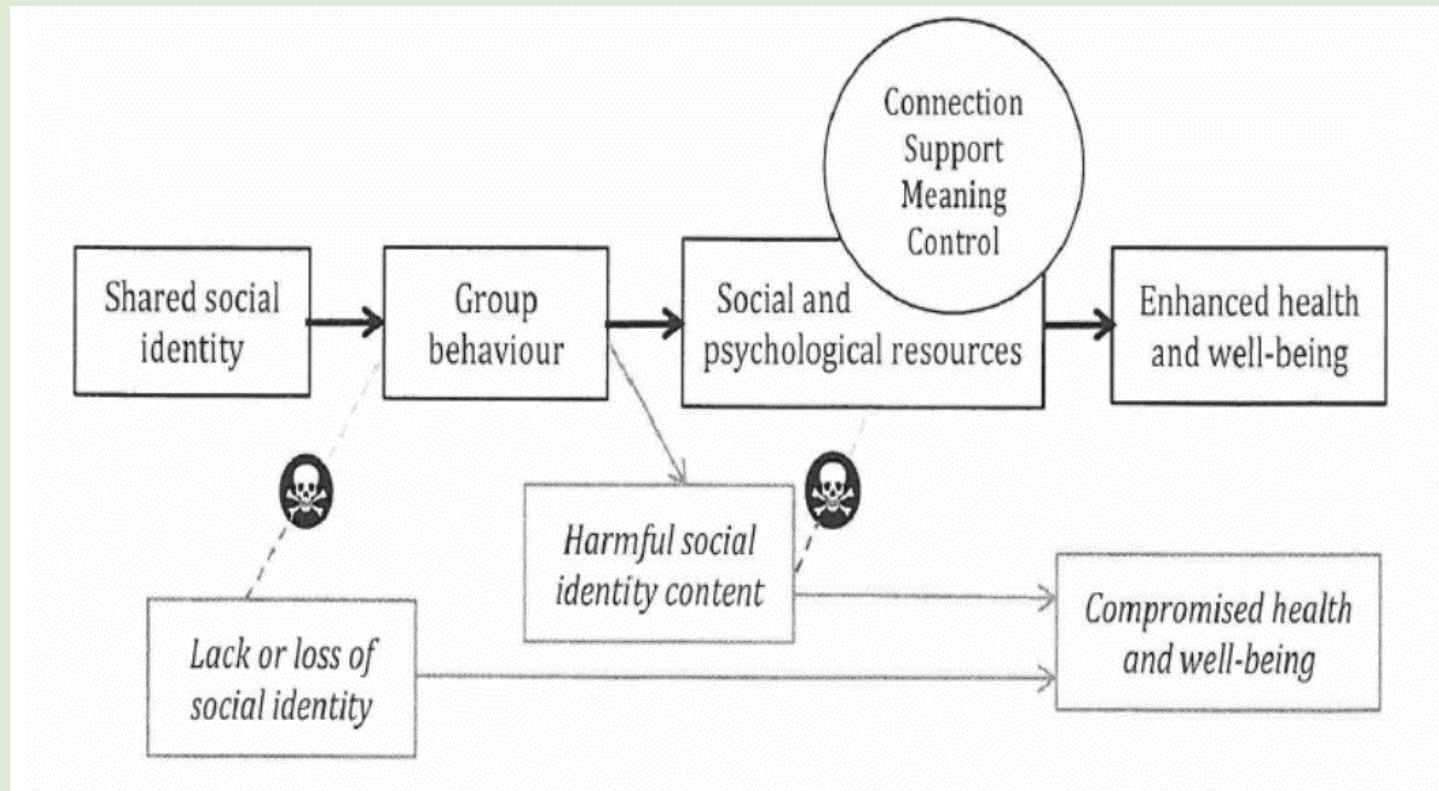 Connection
Support
Meaning
Control
Shared social
identity
Group
behaviour
Social and
psychological resources
Enhanced health
and well-being
Harmful social
identity content
Lack or loss of
social identity
Compromised health
and well-being